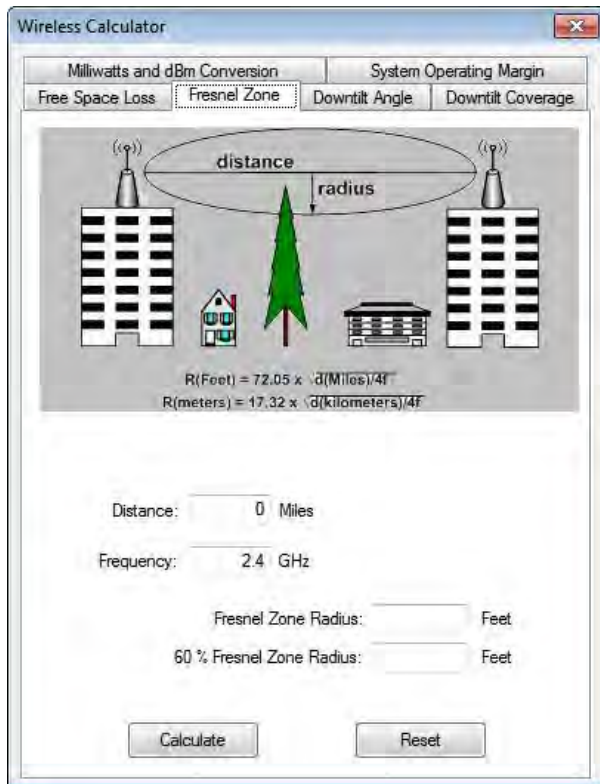 Wireless Calculator
Milliwatts and dBm Conversion System Operating Margin
Free Space Loss Fresnel Zone Downtilt Angle Downtilt Coverage
distance
radius
R(Feet) = 72.05 x √d(Miles)/4f
R(meters) = 17.32 x √d(kilometers)/4f
Distance: 0 Miles
Frequency: 2.4 GHz
Fresnel Zone Radius: Feet
60 % Fresnel Zone Radius: Feet
Calculate Reset